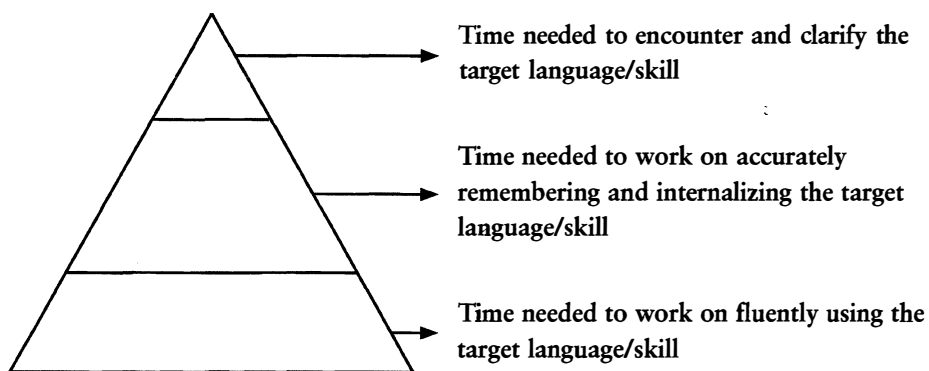 Time needed to encounter and clarify the
target language/skill
Time needed to work on accurately
remembering and internalizing the target
language/skill
Time needed to work on fluently using the
target language/skill